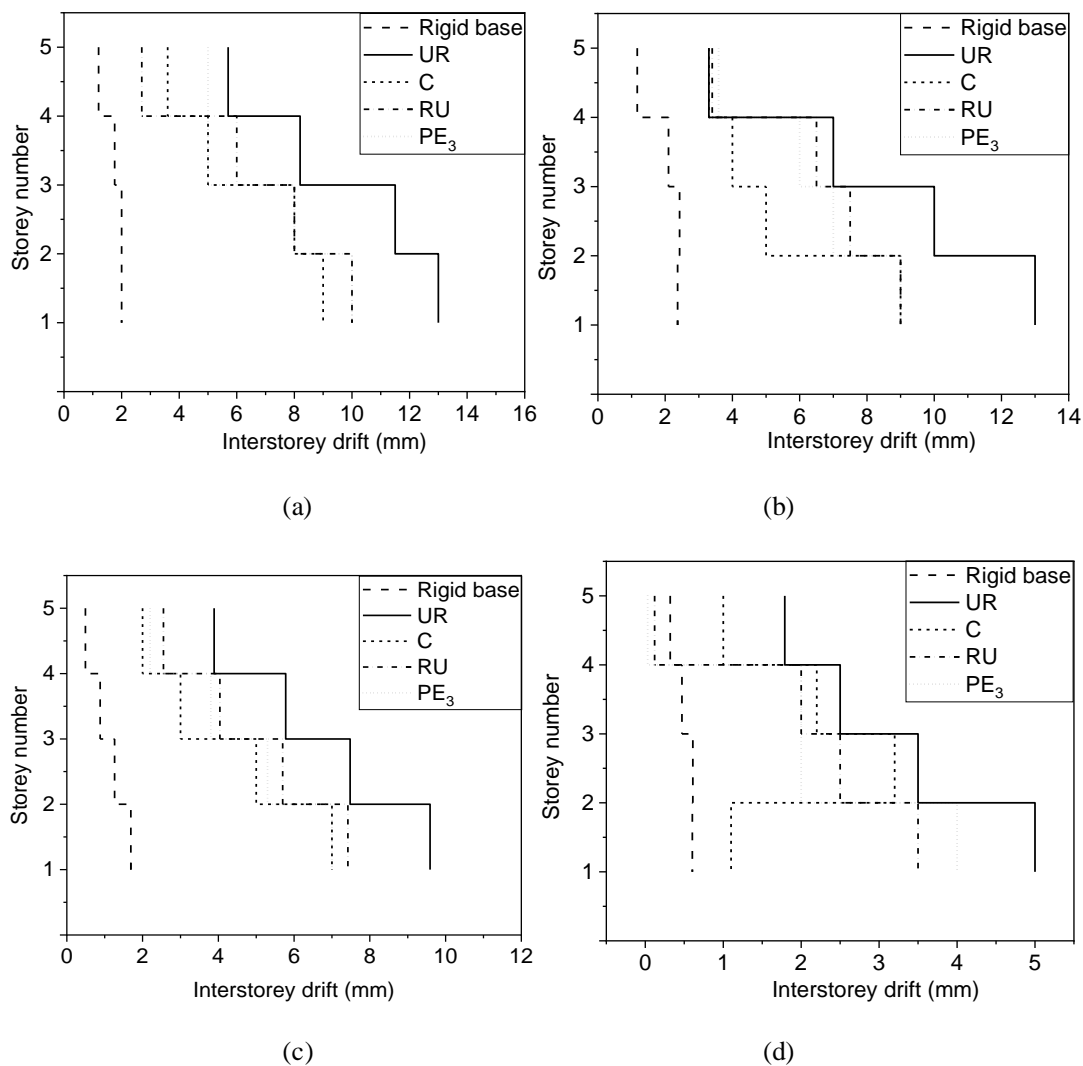 Rigid base
UR
C
RU
PE3
5
4
3
2
1
Storey number
0 2 4 6 8 10 12 14 16
Interstorey drift (mm)
(a)
Rigid base
UR
C
RU
PE3
5
4
3
2
1
Storey number
0 2 4 6 8 10 12 14
Interstorey drift (mm)
(b)
Rigid base
UR
C
RU
PE3
5
4
3
2
1
Storey number
0 2 4 6 8 10 12
Interstorey drift (mm)
(c)
Rigid base
UR
C
RU
PE3
5
4
3
2
1
Storey number
0 1 2 3 4 5
Interstorey drift (mm)
(d)